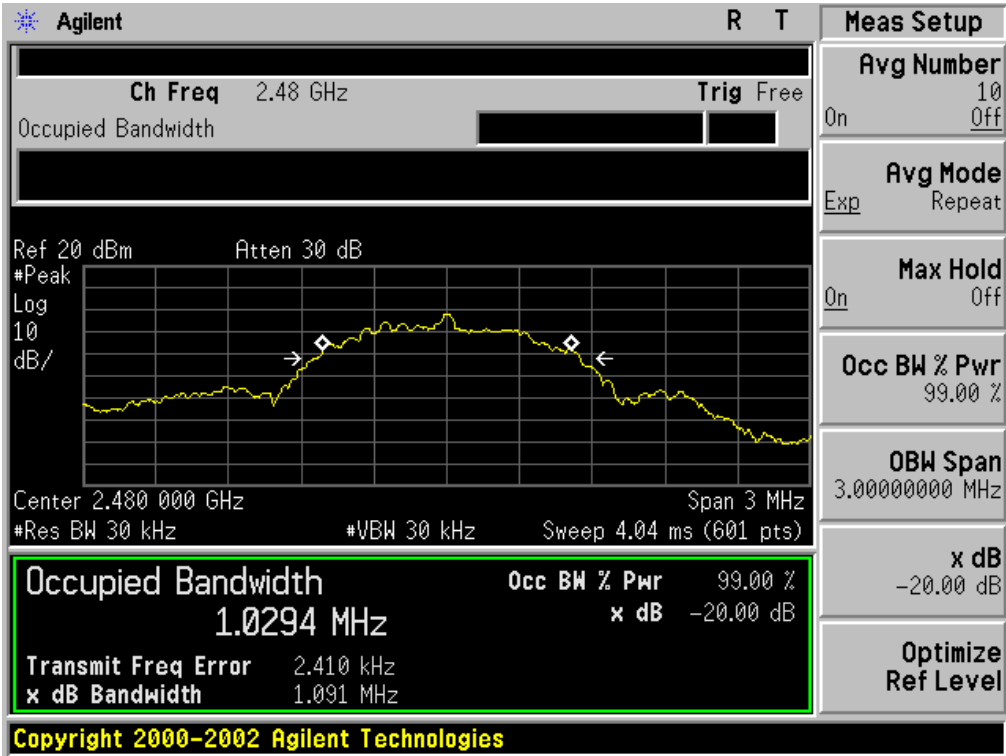 Agilent R T
Ch Freq 2.48 GHz Trig Free
Occupied Bandwidth
Ref 20 dBm Atten 30 dB
#Peak
Log
10
dB/
Center 2.480 000 GHz Span 3 MHz
#Res BW 30 kHz #VBW 30 kHz Sweep 4.04 ms (601 pts)
Occupied Bandwidth Occ BW % Pwr 99.00 %
1.0294 MHz x dB -20.00 dB
Transmit Freq Error 2.410 kHz
x dB Bandwidth 1.091 MHz
Copyright 2000-2002 Agilent Technologies
Meas Setup
Avg Number
10
On Off
Avg Mode
Exp Repeat
Max Hold
On Off
Occ BW % Pwr
99.00 %
OBW Span
3.00000000 MHz
x dB
-20.00 dB
Optimize
Ref Level